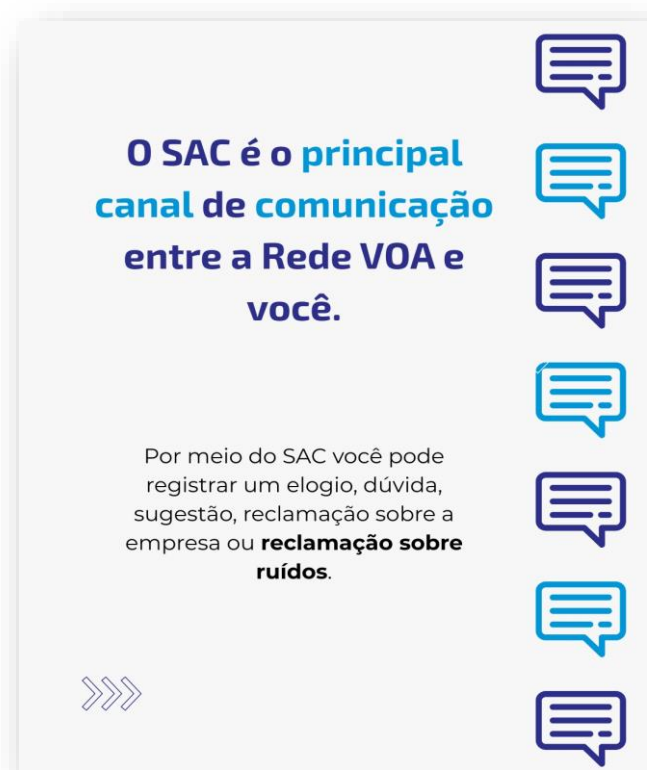 O SAC é o principal
canal de comunicação
entre a Rede VOA e
você.
Por meio do SAC você pode
registrar um elogio, dúvida,
sugestão, reclamação sobre a
empresa ou reclamação sobre
ruídos.